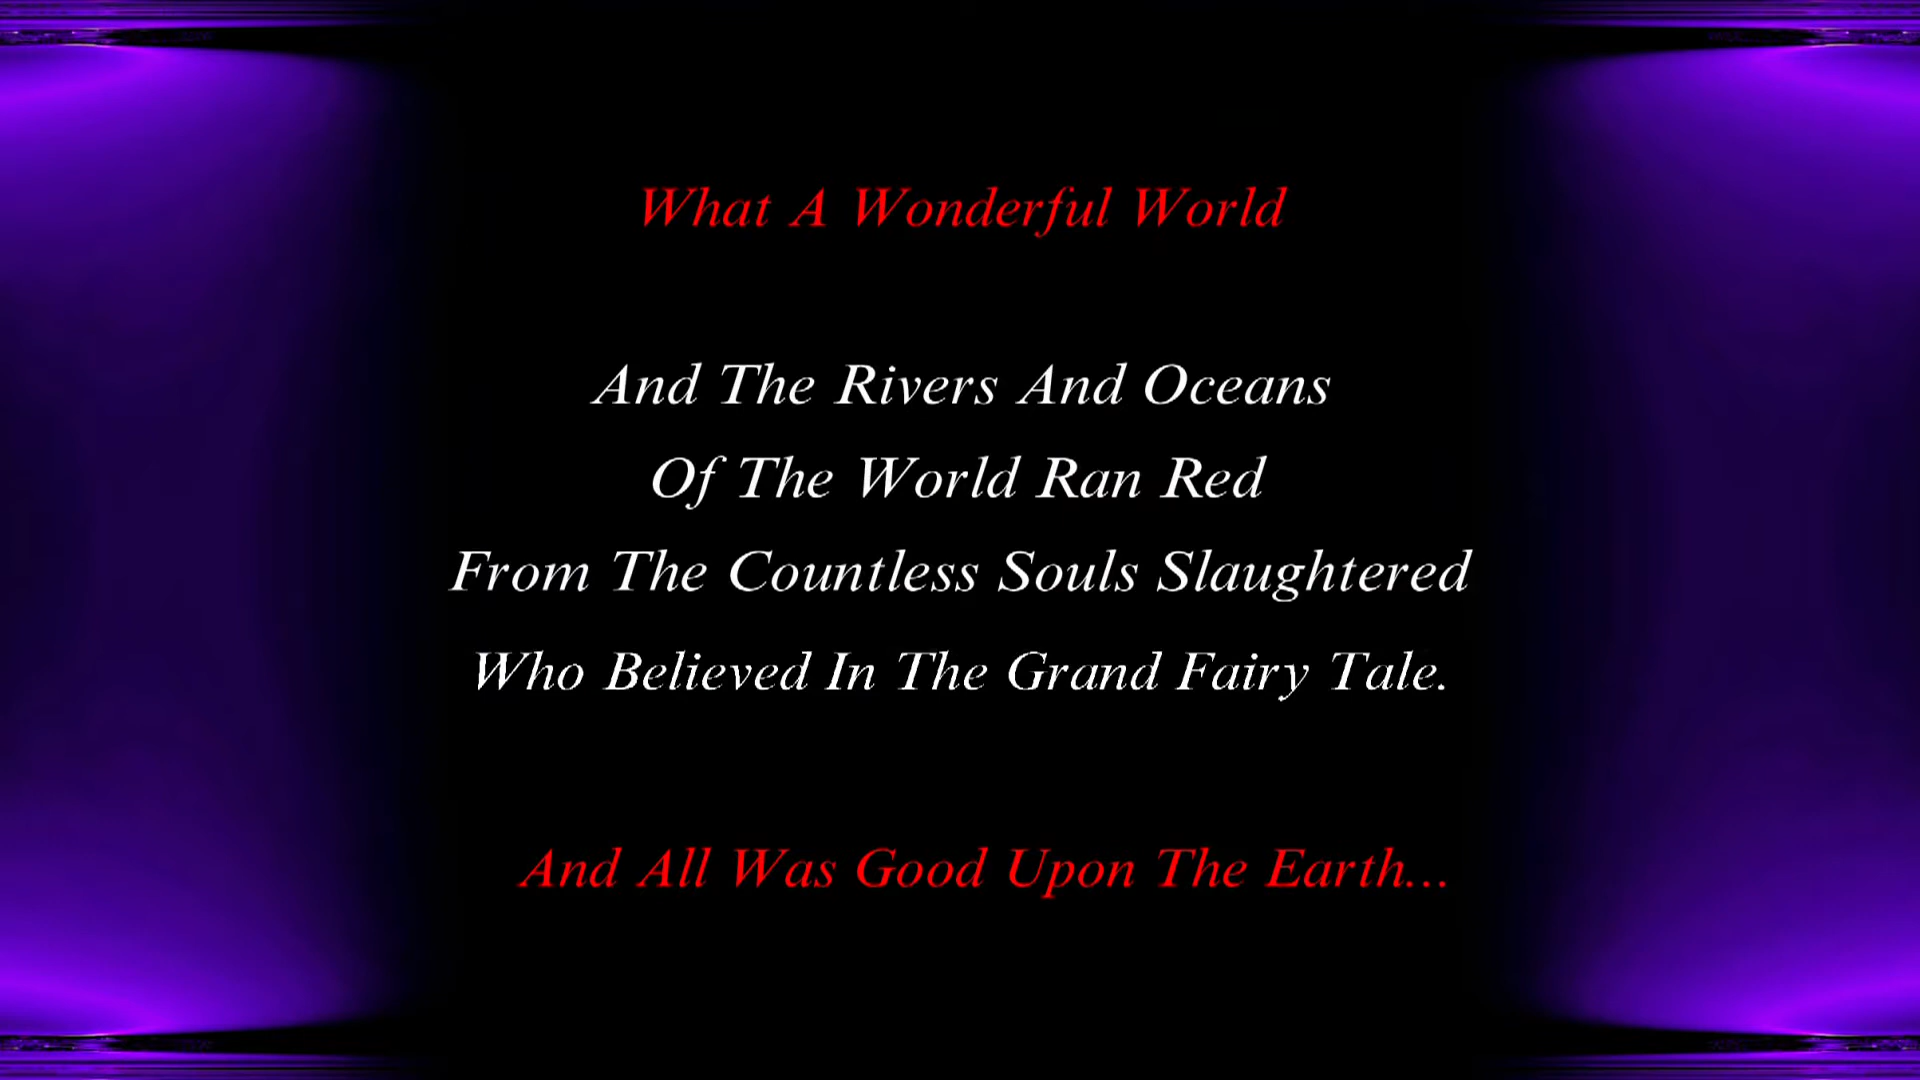 What A Wonderful World
And The Rivers And Oceans
Of The World Ran Red
From The Countless Souls Slaughtered
Who Believed In The Grand Fairy Tale.
And All Was Good Upon The Earth...